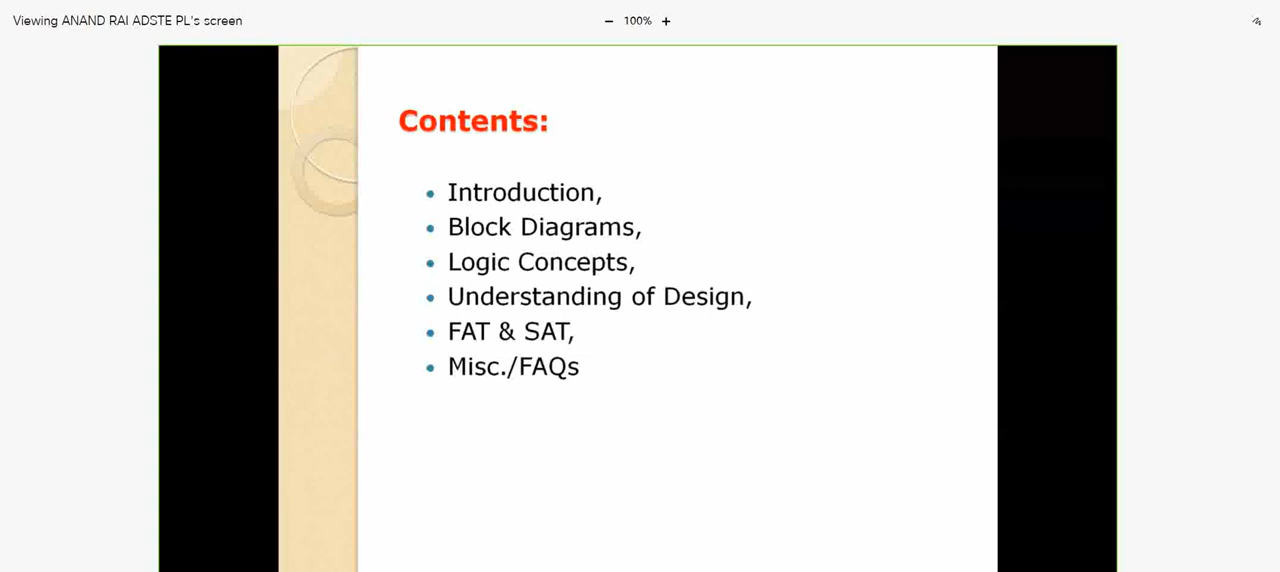 Viewing ANAND RAI ADSTE PL's screen
− 100% +
Contents:
• Introduction,
• Block Diagrams,
• Logic Concepts,
• Understanding of Design,
• FAT & SAT,
• Misc./FAQs